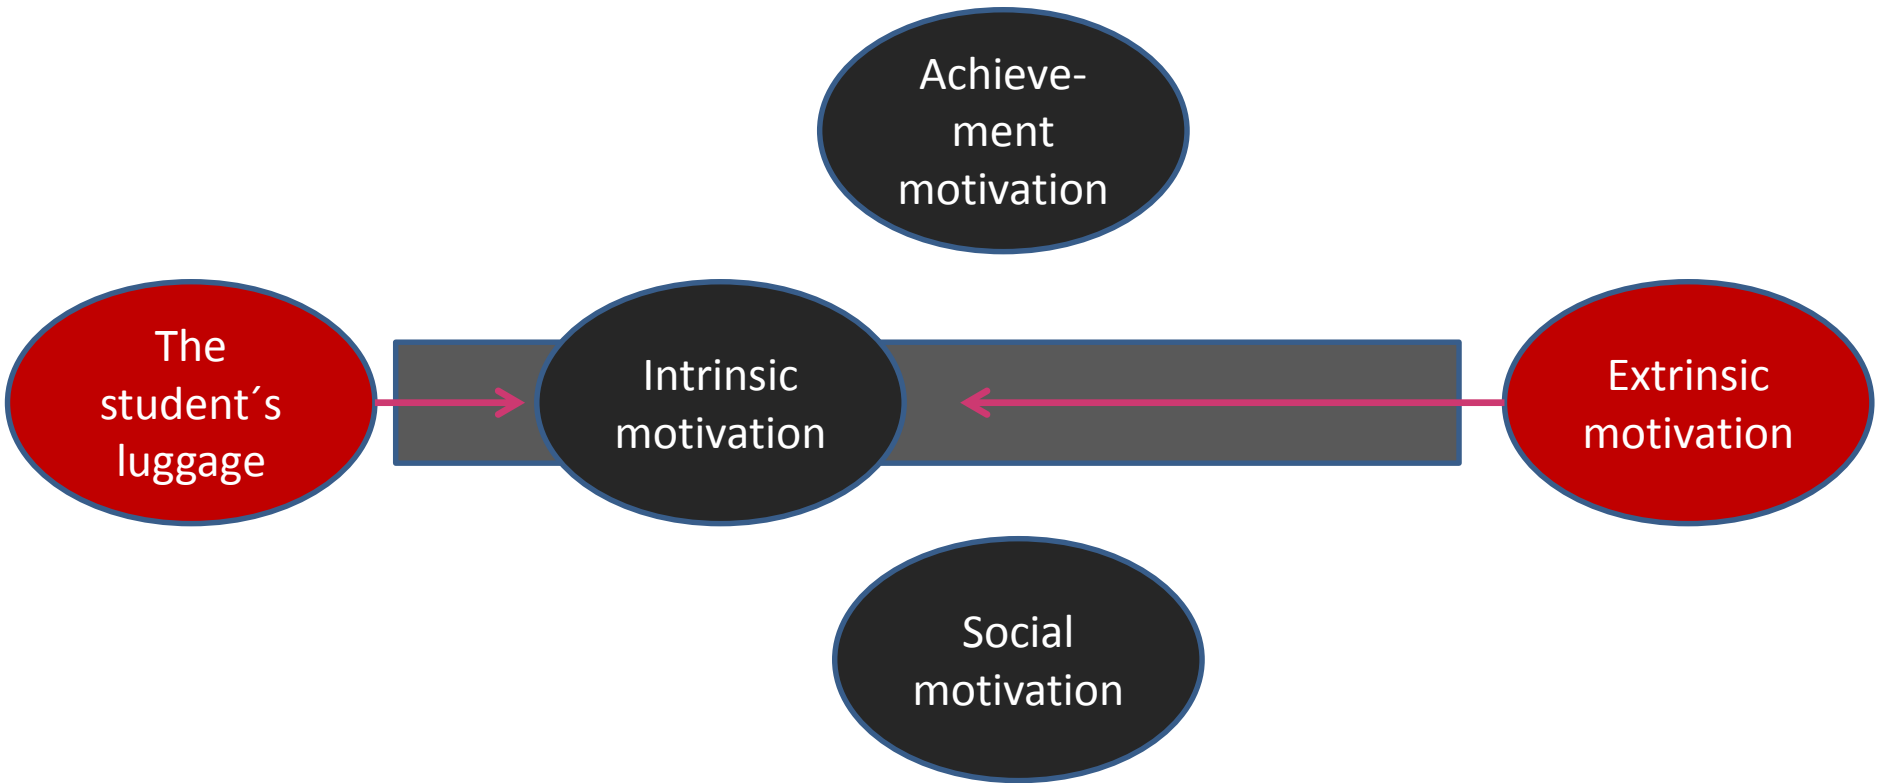 Achieve-
ment
motivation
The
student´s
luggage
Intrinsic
motivation
Extrinsic
motivation
Social
motivation